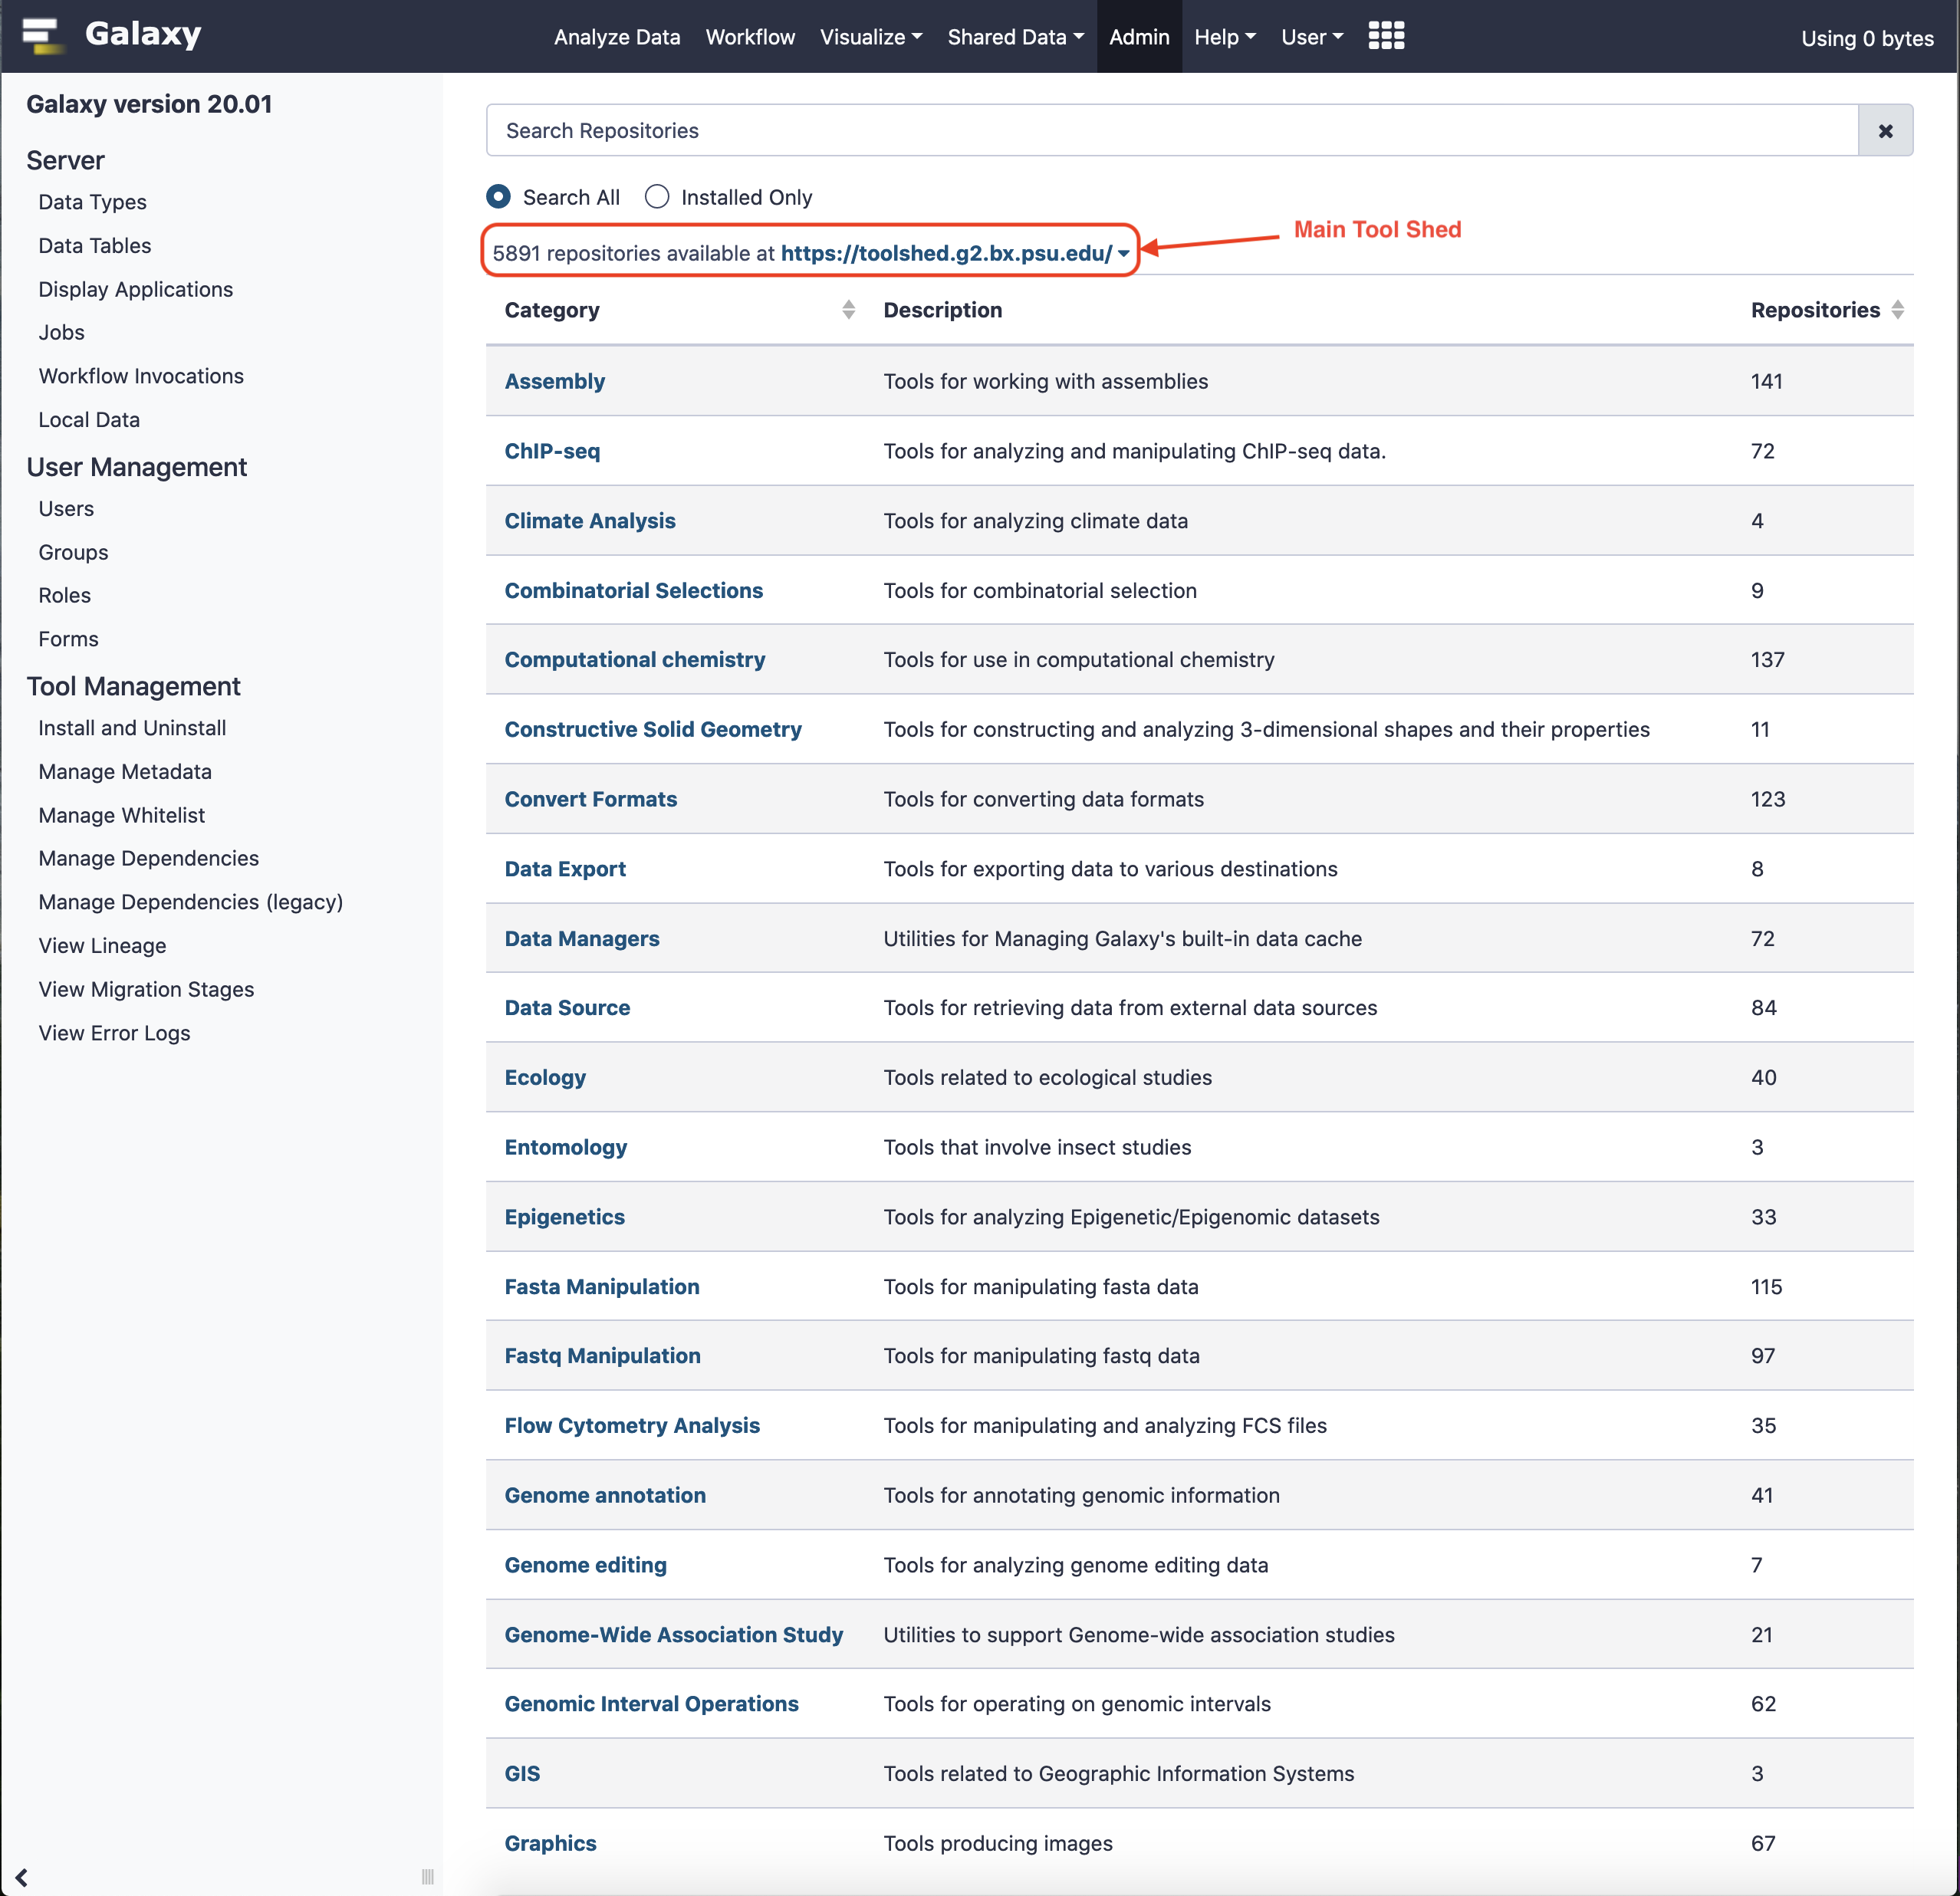 Galaxy
Analyze Data Workflow Visualize Shared Data Admin Help User
Using 0 bytes
Galaxy version 20.01
Server
Data Types
Data Tables
Display Applications
Jobs
Workflow Invocations
Local Data
User Management
Users
Groups
Roles
Forms
Tool Management
Install and Uninstall
Manage Metadata
Manage Whitelist
Manage Dependencies
Manage Dependencies (legacy)
View Lineage
View Migration Stages
View Error Logs
Search Repositories
Search All Installed Only
5891 repositories available at https://toolshed.g2.bx.psu.edu/
Main Tool Shed
Category Description Repositories
Assembly Tools for working with assemblies 141
ChIP-seq Tools for analyzing and manipulating ChIP-seq data. 72
Climate Analysis Tools for analyzing climate data 4
Combinatorial Selections Tools for combinatorial selection 9
Computational chemistry Tools for use in computational chemistry 137
Constructive Solid Geometry Tools for constructing and analyzing 3-dimensional shapes and their properties 11
Convert Formats Tools for converting data formats 123
Data Export Tools for exporting data to various destinations 8
Data Managers Utilities for Managing Galaxy's built-in data cache 72
Data Source Tools for retrieving data from external data sources 84
Ecology Tools related to ecological studies 40
Entomology Tools that involve insect studies 3
Epigenetics Tools for analyzing Epigenetic/Epigenomic datasets 33
Fasta Manipulation Tools for manipulating fasta data 115
Fastq Manipulation Tools for manipulating fastq data 97
Flow Cytometry Analysis Tools for manipulating and analyzing FCS files 35
Genome annotation Tools for annotating genomic information 41
Genome editing Tools for analyzing genome editing data 7
Genome-Wide Association Study Utilities to support Genome-wide association studies 21
Genomic Interval Operations Tools for operating on genomic intervals 62
GIS Tools related to Geographic Information Systems 3
Graphics Tools producing images 67